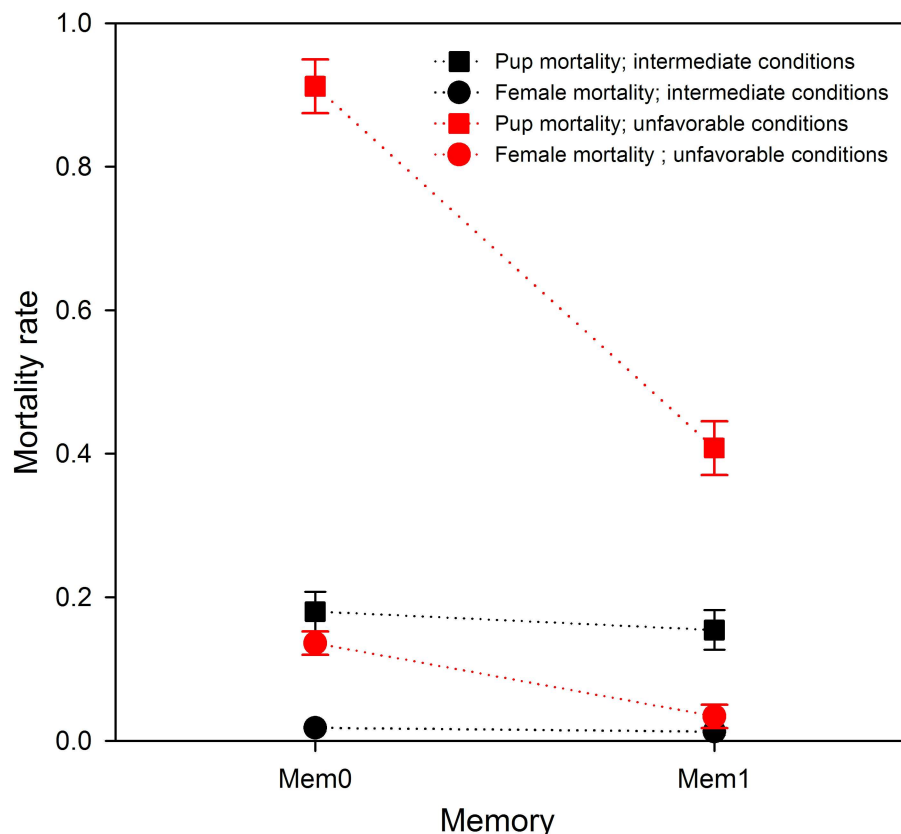 1.0
0.8
0.6
0.4
0.2
0.0
Mortality rate
Pup mortality; intermediate conditions
Female mortality; intermediate conditions
Pup mortality; unfavorable conditions
Female mortality ; unfavorable conditions
Mem0
Mem1
Memory